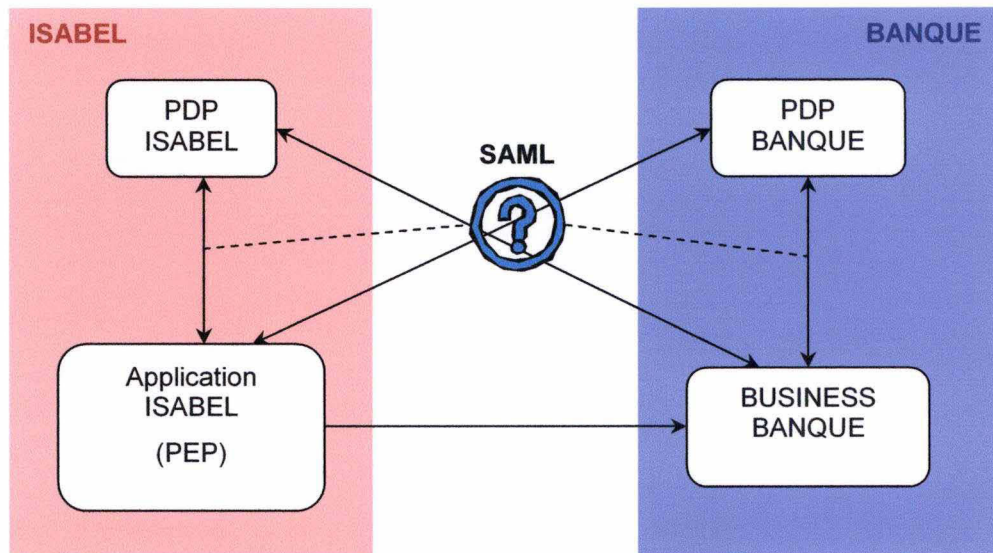 ISABEL
BANQUE
PDP
ISABEL
PDP
BANQUE
SAML
?
Application
ISABEL
(PEP)
BUSINESS
BANQUE